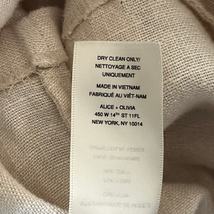 DRY CLEAN ONLY/
NETTOYAGE A SEC
UNIQUEMENT
MADE IN VIETNAM
FABRIQUÉ AU VIÊT-NAM
ALICE + OLIVIA
450 W 14TH ST 11FL
NEW YORK, NY 10014